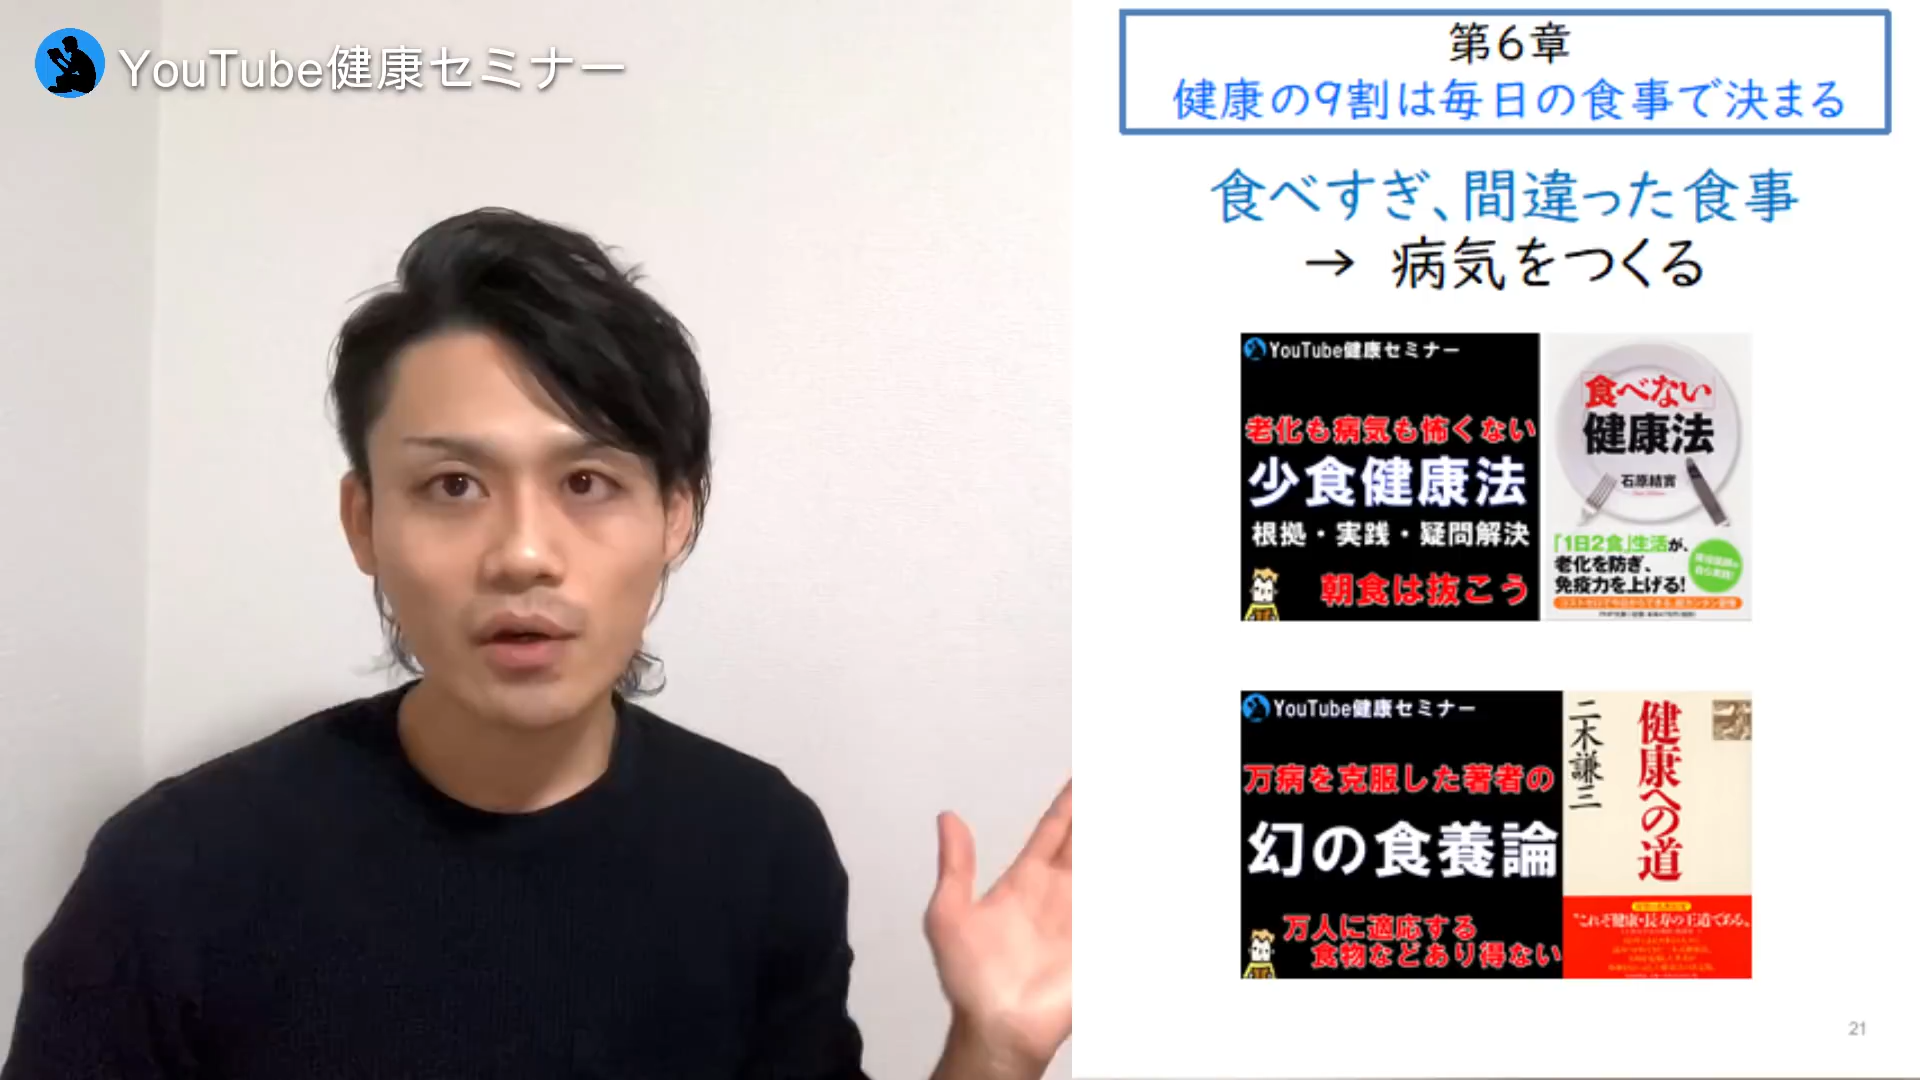 YouTube健康セミナー
第6章
健康の9割は毎日の食事で決まる
食べすぎ、間違った食事
→ 病気をつくる
YouTube健康セミナー
老化も病気も怖くない
少食健康法
根拠・実践・疑問解決
朝食は抜こう
「食べない」
健康法
石原結實
「1日2食」生活が、
老化を防ぎ、
免疫力を上げる!
YouTube健康セミナー
万病を克服した著者の
幻の食養論
万人に適応する
食物などあり得ない
二木謙三
健康への道
"これぞ健康・長寿の王道である。
21